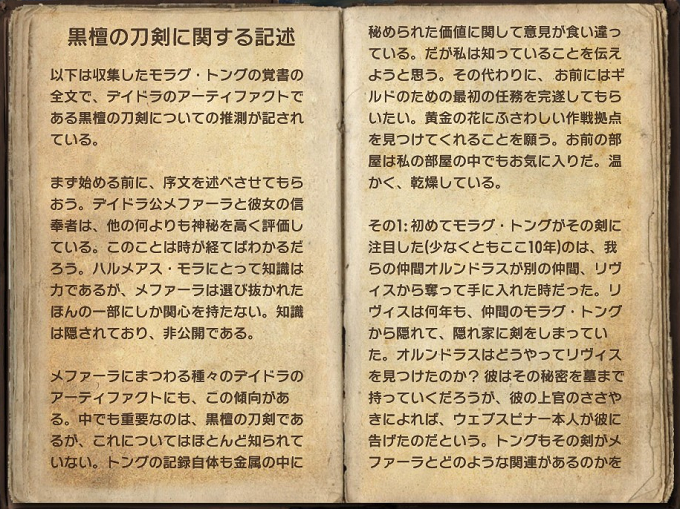 黒檀の刀剣に関する記述
以下は収集したモラグ・トングの覚書の
全文で、デイドラのアーティファクトで
ある黒檀の刀剣についての推測が記され
ている。
まず始める前に、序文を述べさせてもら
おう。デイドラ公メファーラと彼女の信
奉者は、他の何よりも神秘を高く評価し
ている。このことは時が経てばわかるだ
ろう。ハルメアス・モラにとって知識は
力であるが、メファーラは選び抜かれた
ほんの一部にしか関心を持たない。知識
は隠されており、非公開である。
メファーラにまつわる種々のデイドラの
アーティファクトにも、この傾向があ
る。中でも重要なのは、黒檀の刀剣であ
るが、これについてはほとんど知られて
いない。トングの記録自体も金属の中に
秘められた価値に関して意見が食い違っ
ている。だが私は知っていることを伝え
ようと思う。その代わりに、お前にはギ
ルドのための最初の任務を完遂してもら
いたい。黄金の花にふさわしい作戦拠点
を見つけてくれることを願う。お前の部
屋は私の部屋の中でもお気に入りだ。温
かく、乾燥している。
その1: 初めてモラグ・トングがその剣に
注目した(少なくともここ10年)のは、我
らの仲間オルンドラスが別の仲間、リヴ
ィスから奪って手に入れた時だった。リ
ヴィスは何年も、仲間のモラグ・トング
から隠れて、隠れ家に剣をしまってい
た。オルンドラスはどうやってリヴィス
を見つけたのか? 彼はその秘密を墓まで
持っていくだろうが、彼の上官のささや
きによれば、ウェブスピナー本人が彼に
告げたのだという。トングもその剣がメ
ファーラとどのような関連があるのかを